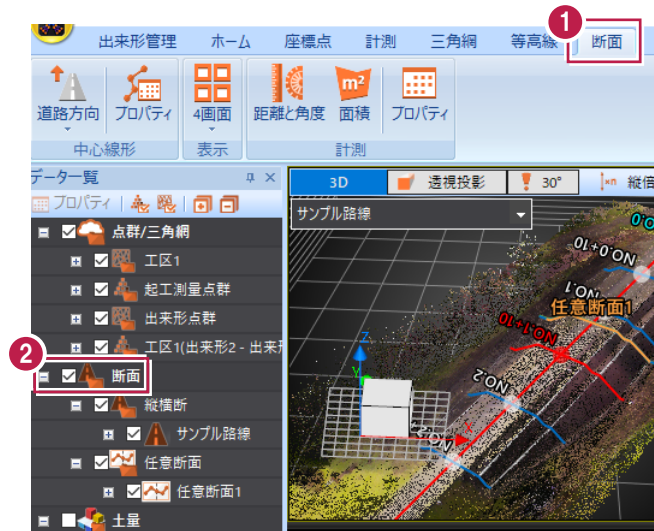 1
出来形管理 ホーム 座標点 計測 三角網 等高線 断面
道路方向 プロパティ 4画面 距離と角度 m² 面積 プロパティ
中心線形 表示 計測
データ一覧
プロパティ
3D 透視投影 30° 縦倍
サンプル路線
点群/三角網
工区1
起工測量点群
出来形点群
工区1(出来形2 - 出来形
2
断面
縦横断
サンプル路線
任意断面
任意断面1
土量
NO.0+10
NO.1
任意断面1
NO.1+10
NO.2
Z
Y
X